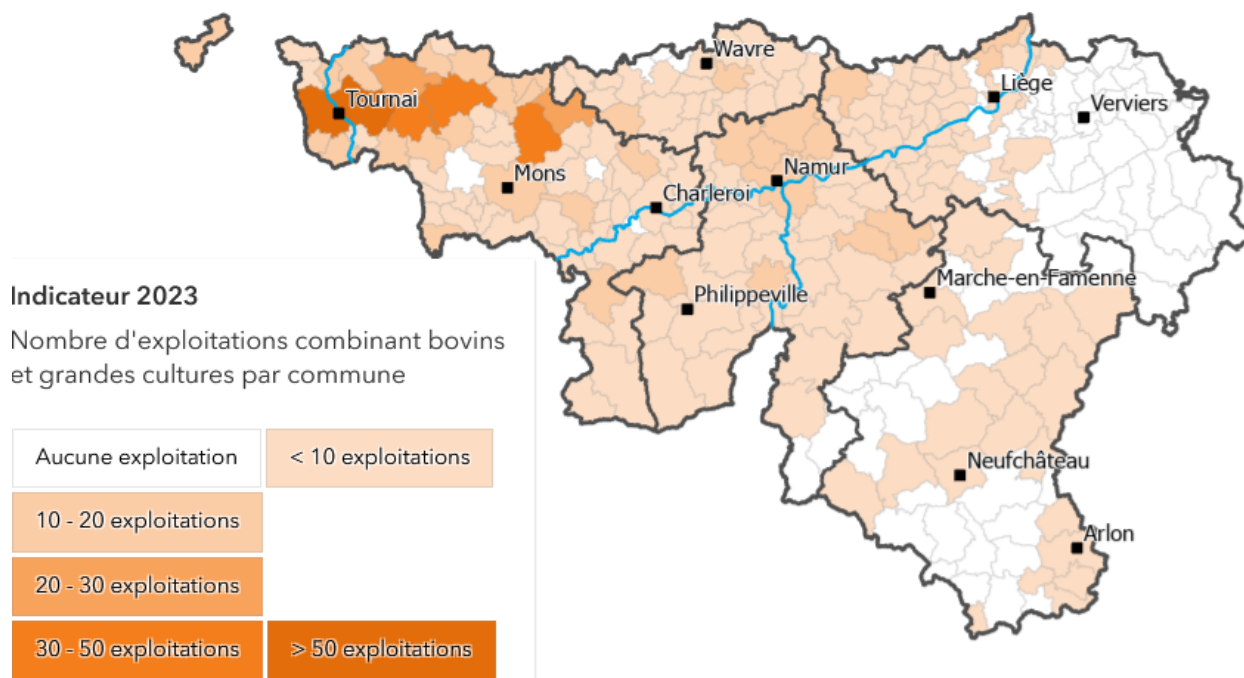 Wavre
Tournai
Liège
Verviers
Mons
Namur
Charleroi
Marche-en-Famenne
Philippeville
Neufchâteau
Arlon
Indicateur 2023
Nombre d'exploitations combinant bovins
et grandes cultures par commune
Aucune exploitation
< 10 exploitations
10 - 20 exploitations
20 - 30 exploitations
30 - 50 exploitations
> 50 exploitations